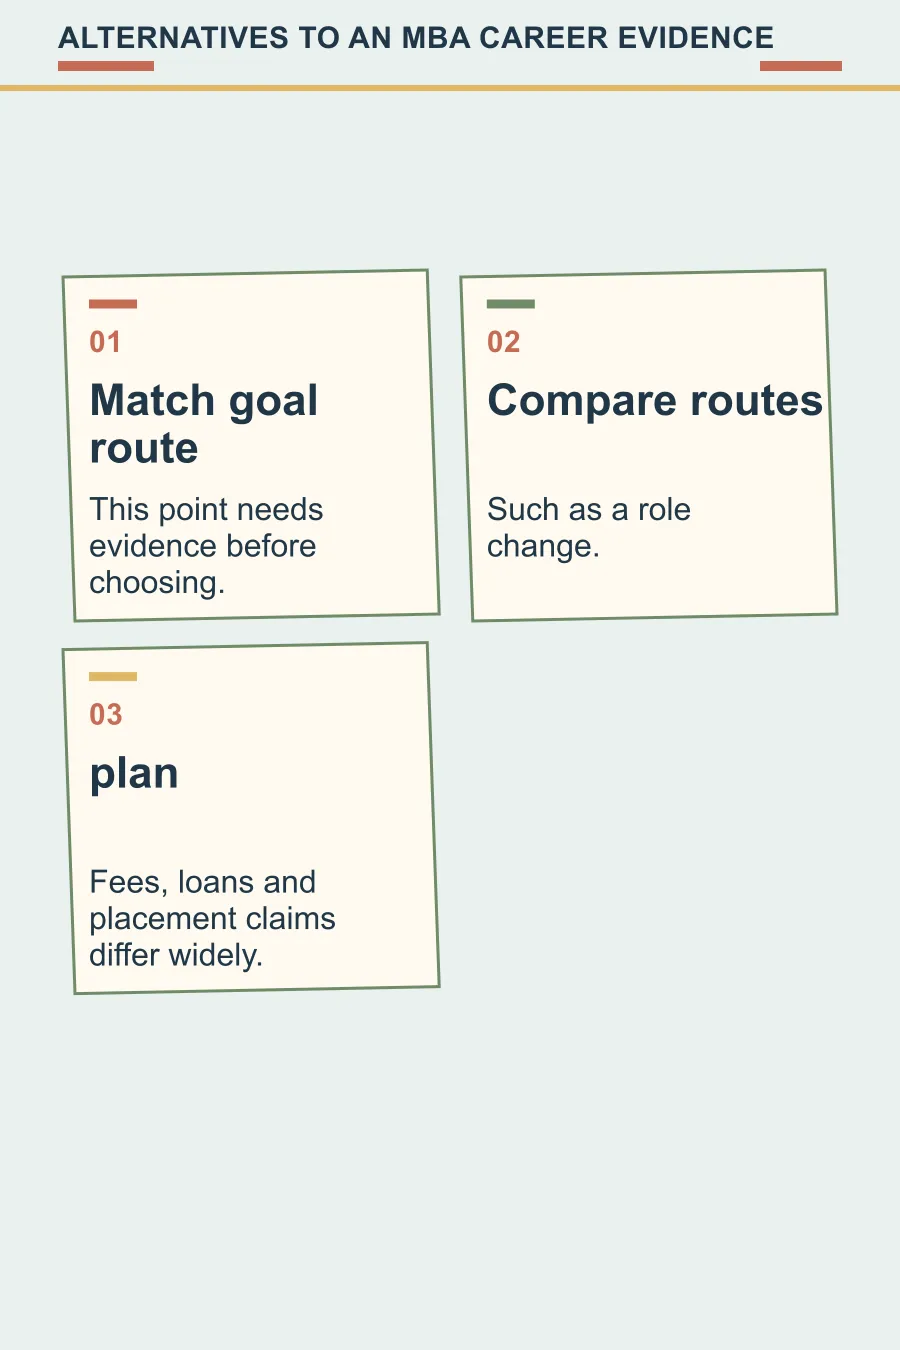 ALTERNATIVES TO AN MBA CAREER EVIDENCE
01
Match goal
route
This point needs
evidence before
choosing.
02
Compare routes
Such as a role
change.
03
plan
Fees, loans and
placement claims
differ widely.